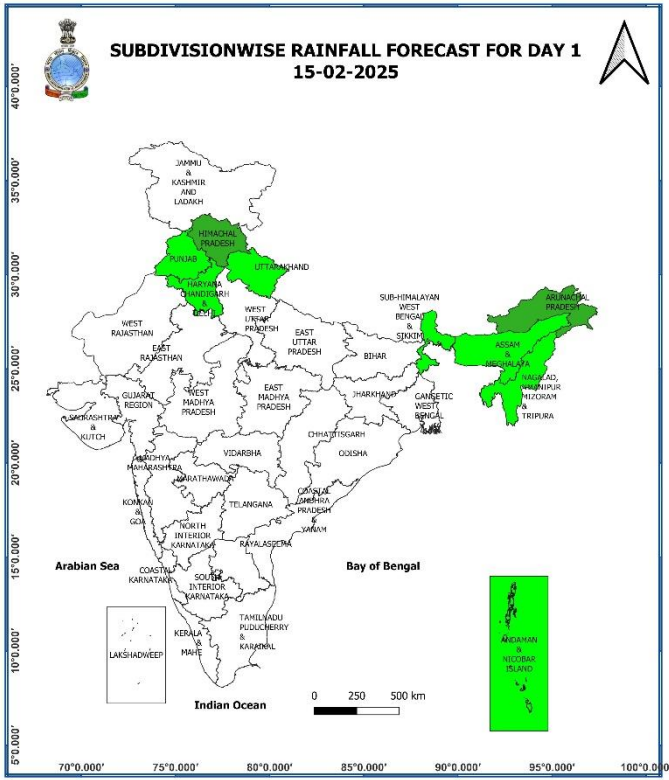 SUBDIVISIONWISE RAINFALL FORECAST FOR DAY 1
15-02-2025
JAMMU
&
KASHMIR
AND
LADAKH
HIMACHAL
PRADESH
PUNJAB
UTTARAKHAND
HARYANA
CHANDIGARH
&
DELHI
WEST
UTTAR
PRADESH
EAST
UTTAR
PRADESH
WEST
RAJASTHAN
EAST
RAJASTHAN
SUB-HIMALAYAN
WEST
BENGAL
&
SIKKIM
ARUNACHAL
PRADESH
ASSAM
&
MEGHALAYA
NAGALAD,
MANIPUR
MIZORAM
&
TRIPURA
BIHAR
JHARKHAND
GANGETIC
WEST
BENGAL
GUJARAT
REGION
SAURASHTRA
&
KUTCH
WEST
MADHYA
PRADESH
EAST
MADHYA
PRADESH
CHHATTISGARH
ODISHA
VIDARBHA
MADHYA
MAHARASHTRA
MARATHAWADA
KONKAN
&
GOA
TELANGANA
COASTAL
ANDHRA
PRADESH
&
YANAM
NORTH
INTERIOR
KARNATAKA
RAYALASEEMA
COASTAL
KARNATAKA
SOUTH
INTERIOR
KARNATAKA
KERALA
&
MAHE
TAMILNADU
PUDUCHERRY
&
KARAIKAL
LAKSHADWEEP
ANDAMAN
&
NICOBAR
ISLAND
Arabian Sea
Bay of Bengal
Indian Ocean
0 250 500 km
40°0.000'
35°0.000'
30°0.000'
25°0.000'
20°0.000'
15°0.000'
10°0.000'
5°0.000'
70°0.000' 75°0.000' 80°0.000' 85°0.000' 90°0.000' 95°0.000' 100°0.000